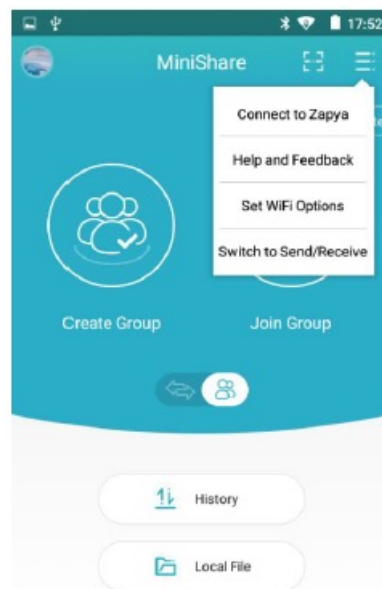 17:52
MiniShare
Connect to Zapya
Help and Feedback
Set WiFi Options
Switch to Send/Receive
Create Group
Join Group
History
Local File